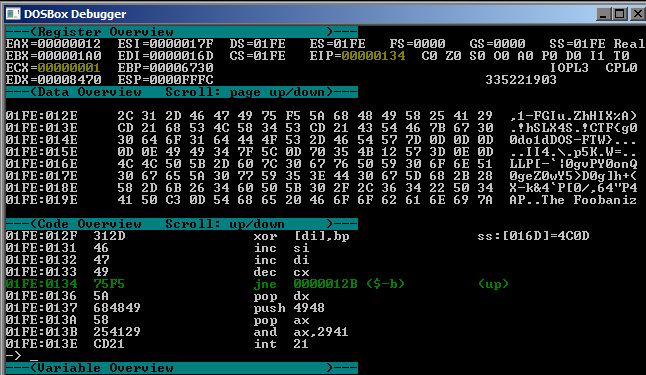 DOSBox Debugger
---(Register Overview                   )---
EAX=00000012 ESI=0000017F DS=01FE ES=01FE FS=0000 GS=0000 SS=01FE Real
EBX=000001A0 EDI=0000016D CS=01FE EIP=00000134 C0 Z0 S0 O0 A0 P0 D0 I1 T0
ECX=00000001 EBP=00006730 IOPL3 CPL0
EDX=00008470 ESP=0000FFFC 335221903
---(Data Overview   Scroll: page up/down)---
01FE:012E 2C 31 2D 46 47 49 75 F5 5A 68 48 49 58 25 41 29 ,1-FGIu.ZhHIX%A)
01FE:013E CD 21 68 53 4C 58 34 53 CD 21 43 54 46 7B 67 30 .!hSLX4S.!CTF{g0
01FE:014E 30 64 6F 31 64 44 4F 53 2D 46 54 57 7D 0D 0D 0D 0do1dDOS-FTW}...
01FE:015E 0D 0E 49 49 34 7F 5C 0D 70 35 4B 12 57 3D 0E 0D ..II4.\.p5K.W=..
01FE:016E 4C 4C 50 5B 2D 60 7C 30 67 76 50 59 30 6F 6E 51 LLP[-`|0gvPY0onQ
01FE:017E 30 67 65 5A 30 77 59 35 3E 44 30 67 5D 68 2B 28 0geZ0wY5>D0g]h+(
01FE:018E 58 2D 6B 26 34 60 50 5B 30 2F 2C 36 34 22 50 34 X-k&4`P[0/,64"P4
01FE:019E 41 50 C3 0D 54 68 65 20 46 6F 6F 62 61 6E 69 7A AP..The Foobaniz
---(Code Overview   Scroll: up/down     )---
01FE:012F 312D xor [di],bp ss:[016D]=4C0D
01FE:0131 46 inc si
01FE:0132 47 inc di
01FE:0133 49 dec cx
01FE:0134 75F5 jne 0000012B ($-b) (up)
01FE:0136 5A pop dx
01FE:0137 684849 push 4948
01FE:013A 58 pop ax
01FE:013B 254129 and ax,2941
01FE:013E CD21 int 21
-> _
---(Variable Overview                   )---